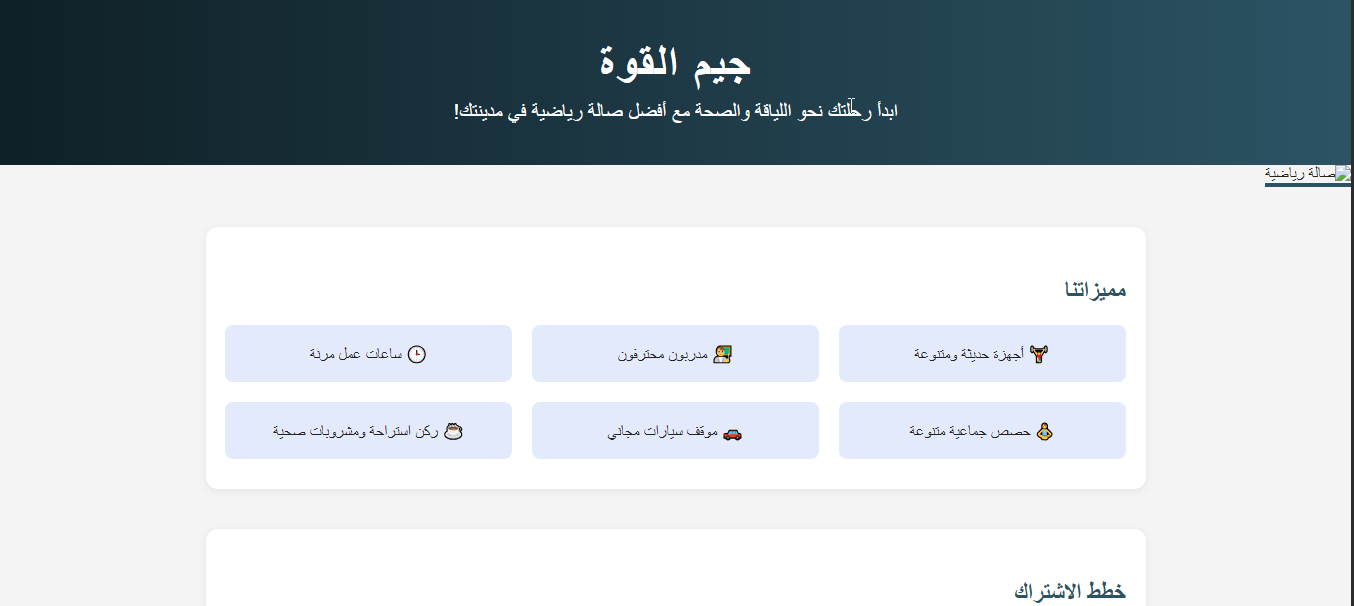 جيم القوة
ابدأ رحلتك نحو اللياقة والصحة مع أفضل صالة رياضية في مدينتك!
صالة رياضية
مميزاتنا
أجهزة حديثة ومتنوعة
مدربون محترفون
ساعات عمل مرنة
حصص جماعية متنوعة
موقف سيارات مجاني
ركن استراحة ومشروبات صحية
خطط الاشتراك